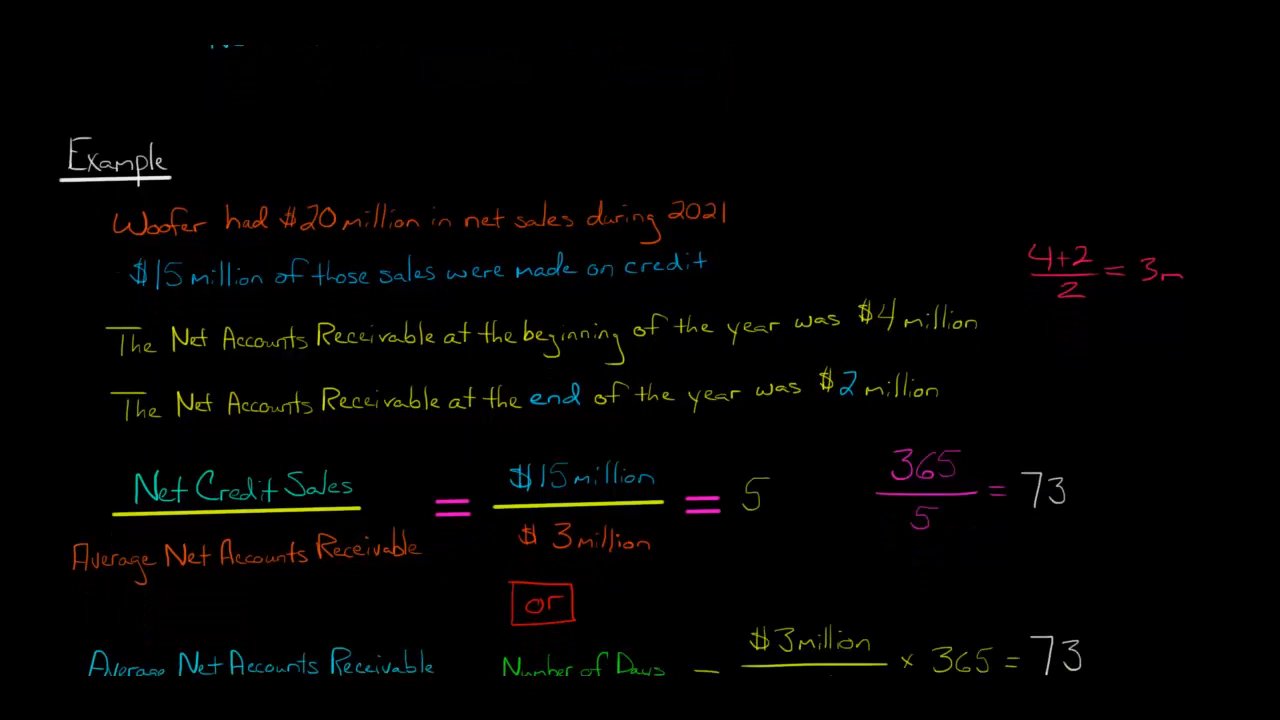 Example
Woofer had $20 million in net sales during 2021
$15 million of those sales were made on credit
4+2
2
= 3m
The Net Accounts Receivable at the beginning of the year was $4 million
The Net Accounts Receivable at the end of the year was $2 million
Net Credit Sales
Average Net Accounts Receivable
=
$15 million
$ 3 million
= 5
365
5
= 73
or
Average Net Accounts Receivable
Number of Days
$3 million
× 365 = 73